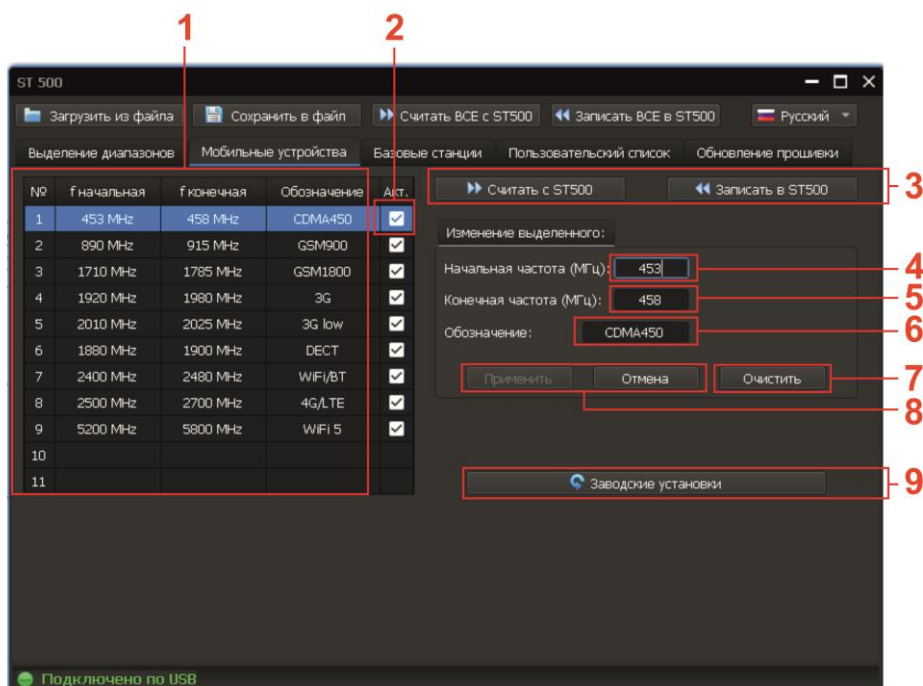 1 2
ST 500
Загрузить из файла Сохранить в файл Считать ВСЕ с ST500 Записать ВСЕ в ST500 Русский
Выделение диапазонов Мобильные устройства Базовые станции Пользовательский список Обновление прошивки
№ f начальная f конечная Обозначение Акт.
1 453 MHz 458 MHz CDMA450
2 890 MHz 915 MHz GSM900
3 1710 MHz 1785 MHz GSM1800
4 1920 MHz 1980 MHz 3G
5 2010 MHz 2025 MHz 3G low
6 1880 MHz 1900 MHz DECT
7 2400 MHz 2480 MHz WiFi/BT
8 2500 MHz 2700 MHz 4G/LTE
9 5200 MHz 5800 MHz WiFi 5
10
11
Считать с ST500 Записать в ST500 3
Изменение выделенного:
Начальная частота (МГц): 453 4
Конечная частота (МГц): 458 5
Обозначение: CDMA450 6
Применить Отмена Очистить 7
8
Заводские установки 9
Подключено по USB